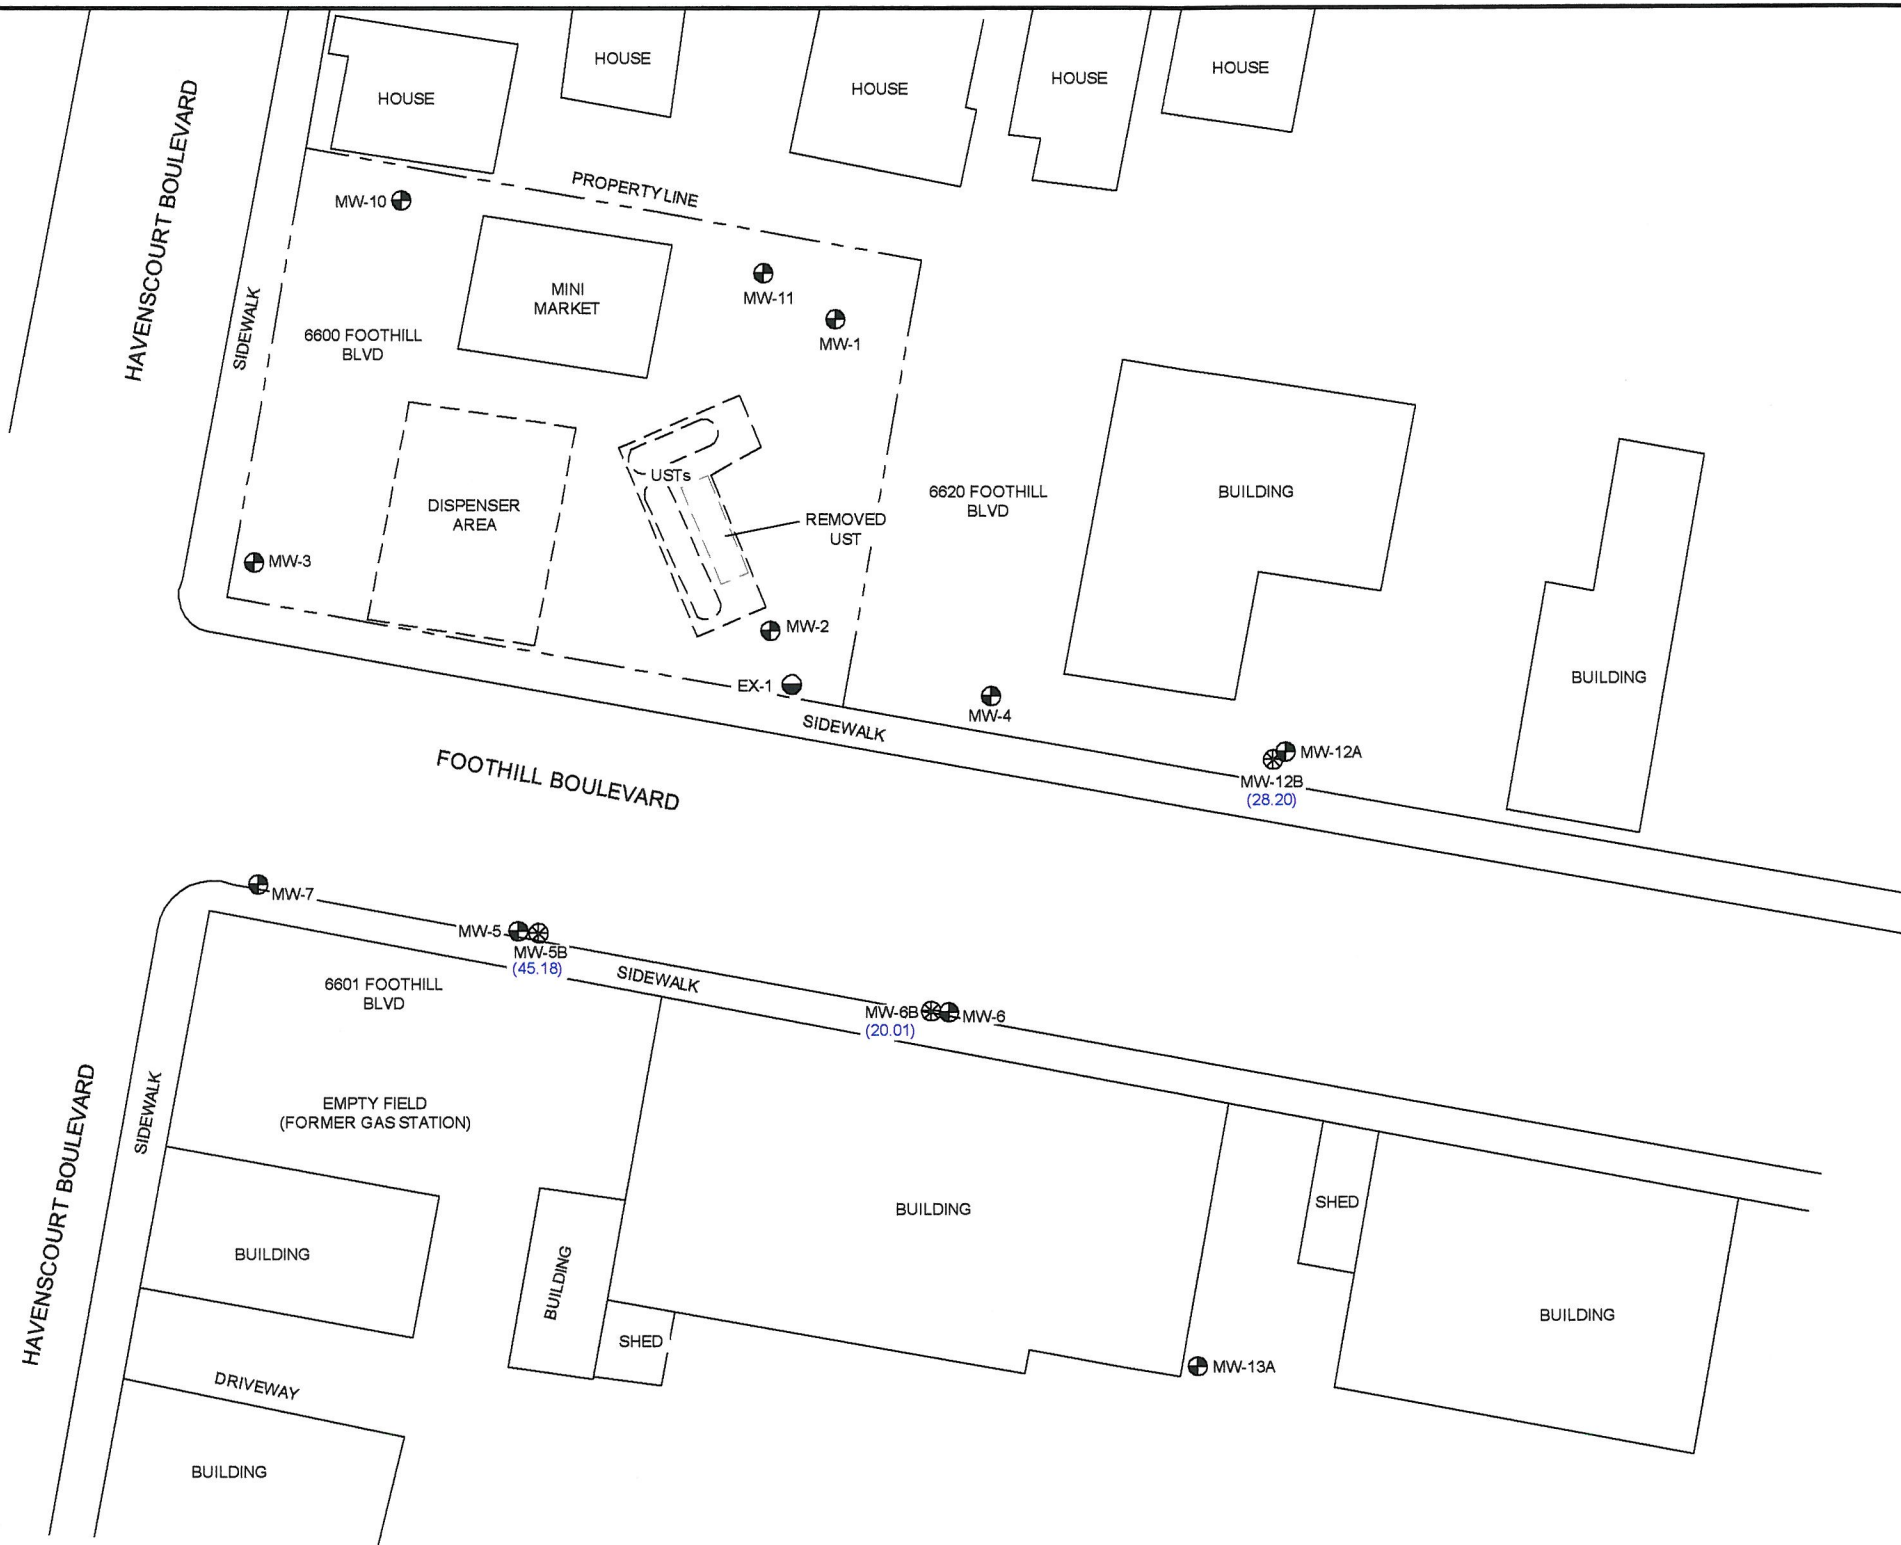 HOUSE
HOUSE
HOUSE
HOUSE
HOUSE
HAVENSCOURT BOULEVARD
SIDEWALK
PROPERTY LINE
MW-10
MW-11
MW-1
MINI
MARKET
6600 FOOTHILL
BLVD
DISPENSER
AREA
USTs
REMOVED
UST
6620 FOOTHILL
BLVD
BUILDING
BUILDING
MW-3
MW-2
EX-1
MW-4
SIDEWALK
MW-12A
MW-12B
(28.20)
FOOTHILL BOULEVARD
MW-7
MW-5
MW-5B
(45.18)
SIDEWALK
MW-6B
(20.01)
MW-6
6601 FOOTHILL
BLVD
EMPTY FIELD
(FORMER GAS STATION)
HAVENSCOURT BOULEVARD
SIDEWALK
BUILDING
BUILDING
SHED
BUILDING
SHED
BUILDING
MW-13A
DRIVEWAY
BUILDING